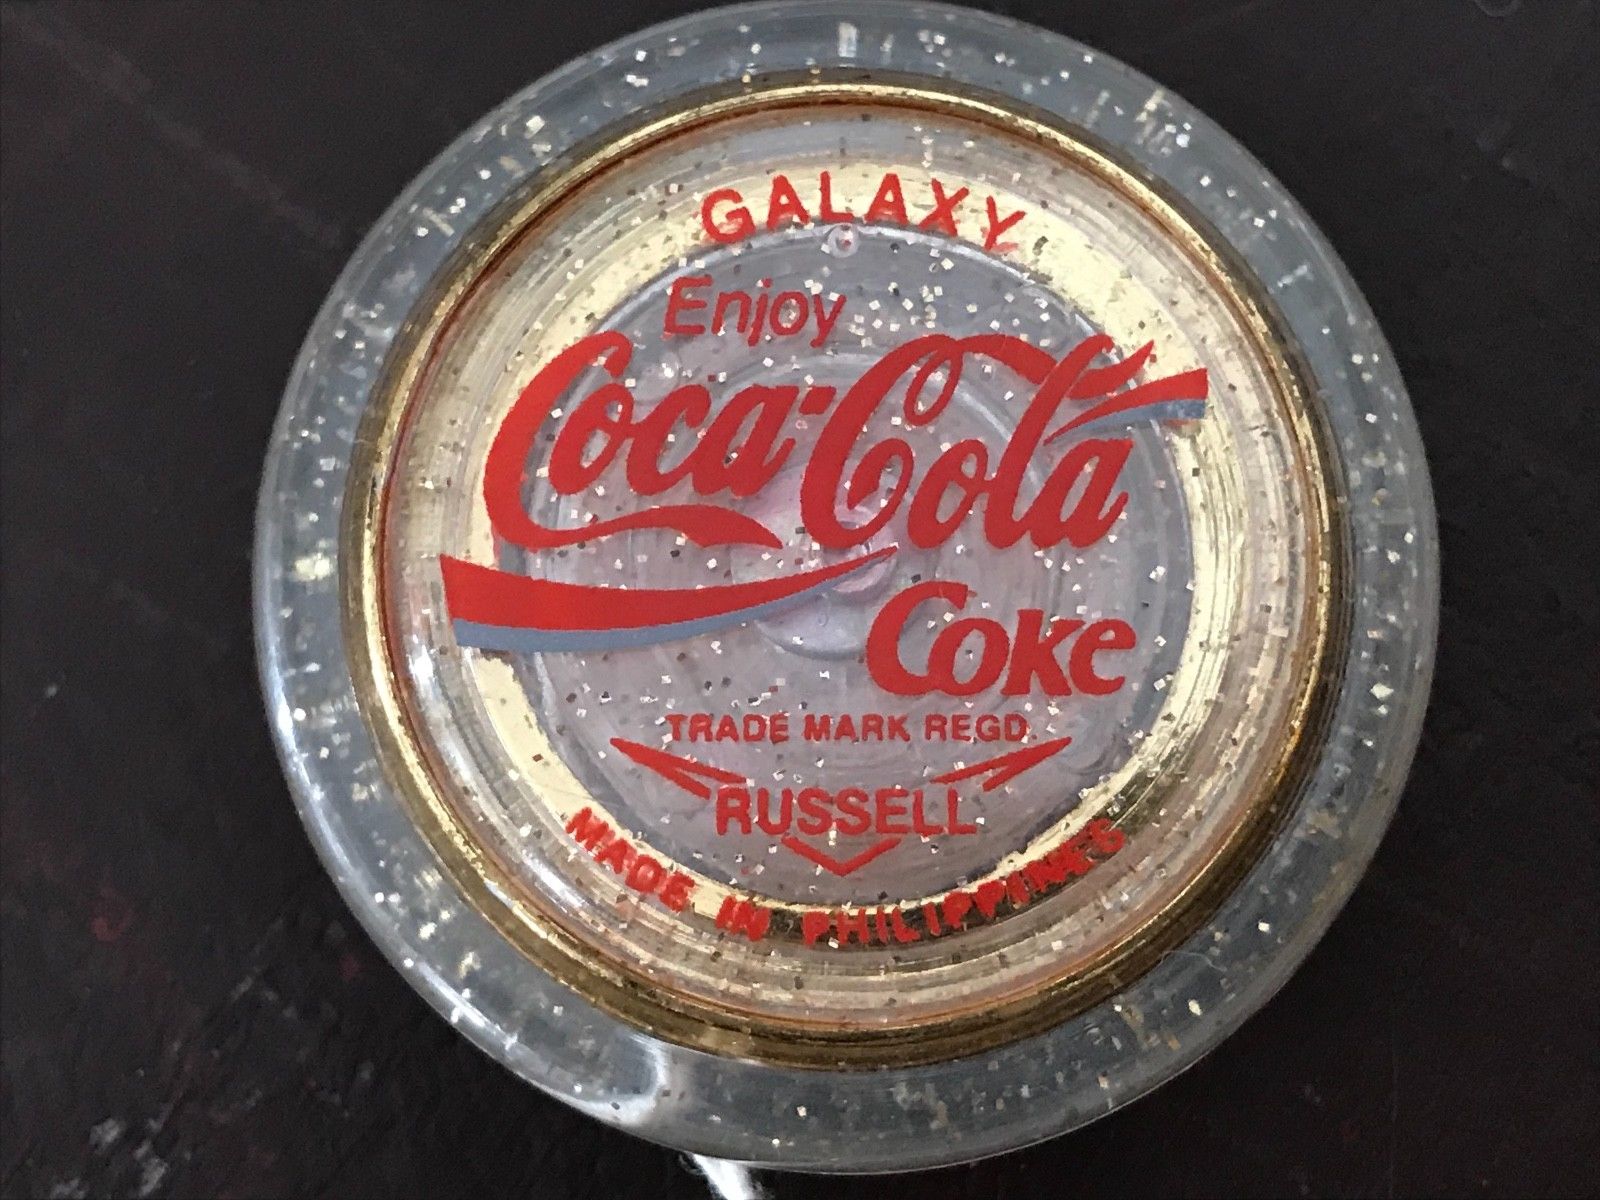 GALAXY
Enjoy
Coca-Cola
Coke
TRADE MARK REGD.
RUSSELL
MADE IN PHILIPPINES